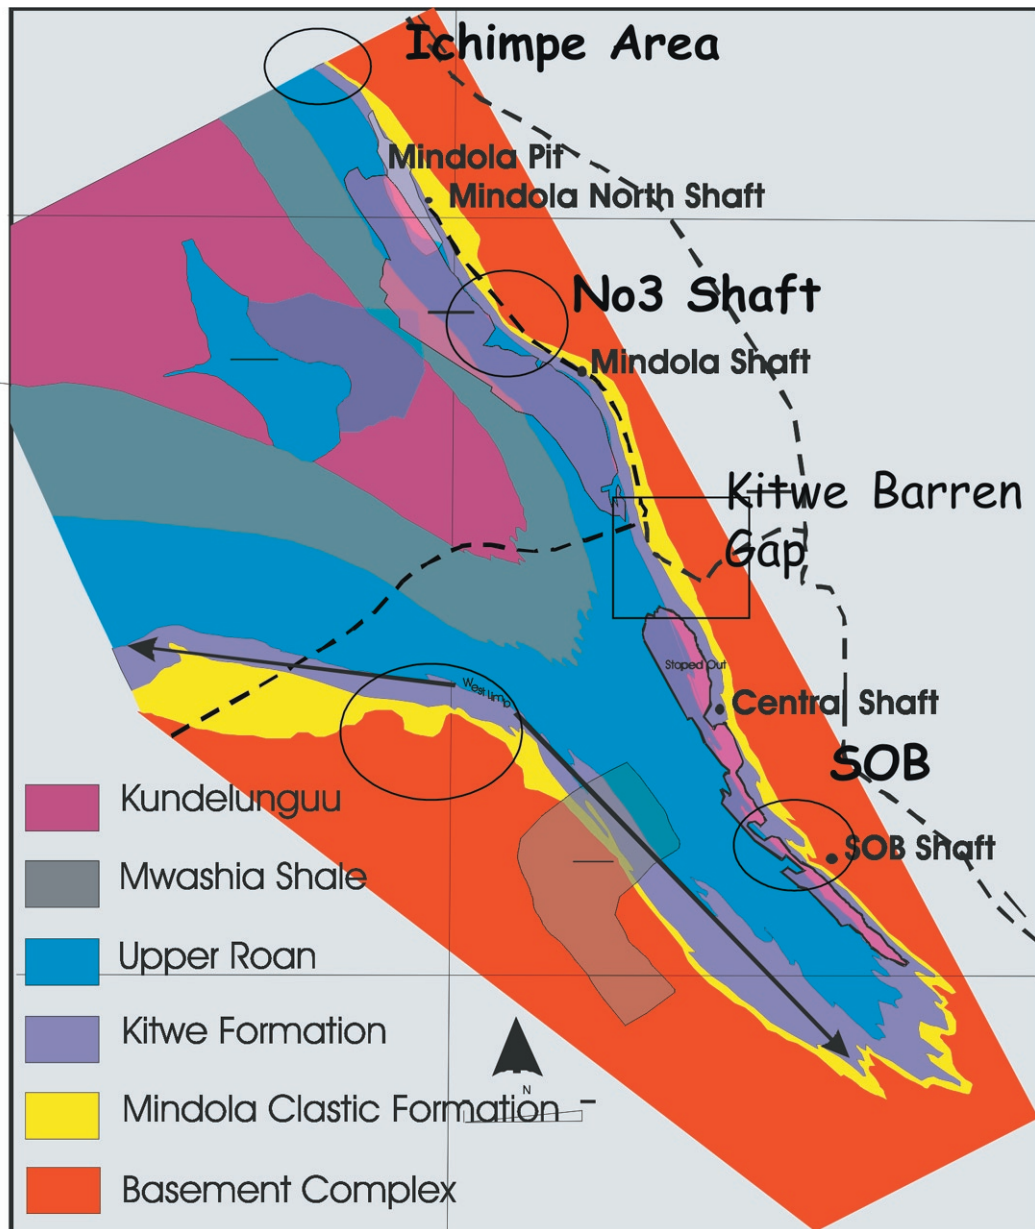 Ichimpe Area
Mindola Pit
Mindola North Shaft
No3 Shaft
Mindola Shaft
Kitwe Barren
Gap
Stoped Out
West Limb
Central Shaft
SOB
SOB Shaft
Kundelunguu
Mwashia Shale
Upper Roan
Kitwe Formation
N
Mindola Clastic Formation
Basement Complex